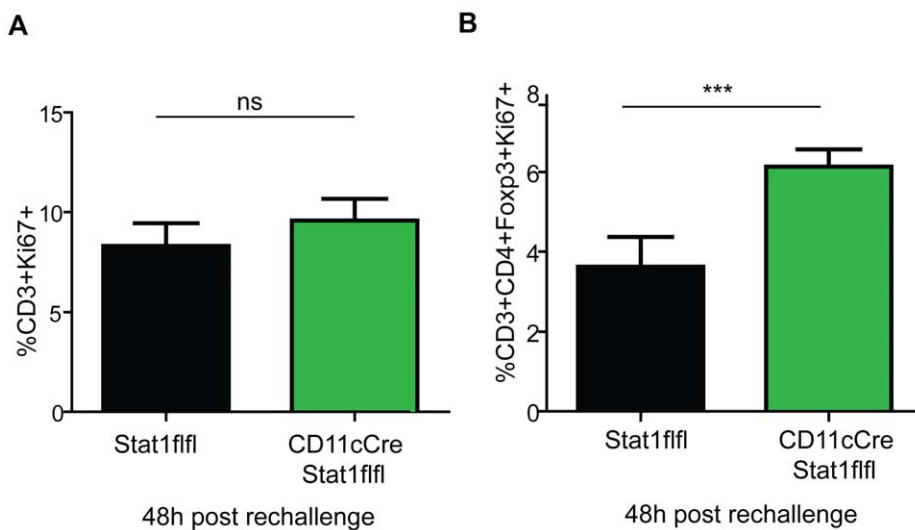 A
%CD3+Ki67+
15
10
5
0
ns
Stat1flfl
CD11cCre
Stat1flfl
48h post rechallenge
B
%CD3+CD4+Foxp3+Ki67+
8
6
4
2
0
***
Stat1flfl
CD11cCre
Stat1flfl
48h post rechallenge